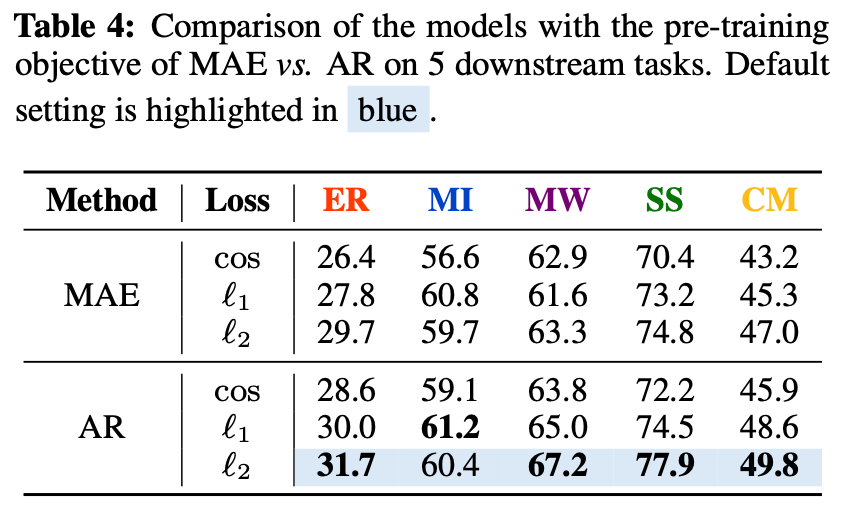 Table 4: Comparison of the models with the pre-training
objective of MAE vs. AR on 5 downstream tasks. Default
setting is highlighted in blue .
Method Loss ER MI MW SS CM
cos 26.4 56.6 62.9 70.4 43.2
MAE ℓ1 27.8 60.8 61.6 73.2 45.3
ℓ2 29.7 59.7 63.3 74.8 47.0
cos 28.6 59.1 63.8 72.2 45.9
AR ℓ1 30.0 61.2 65.0 74.5 48.6
ℓ2 31.7 60.4 67.2 77.9 49.8